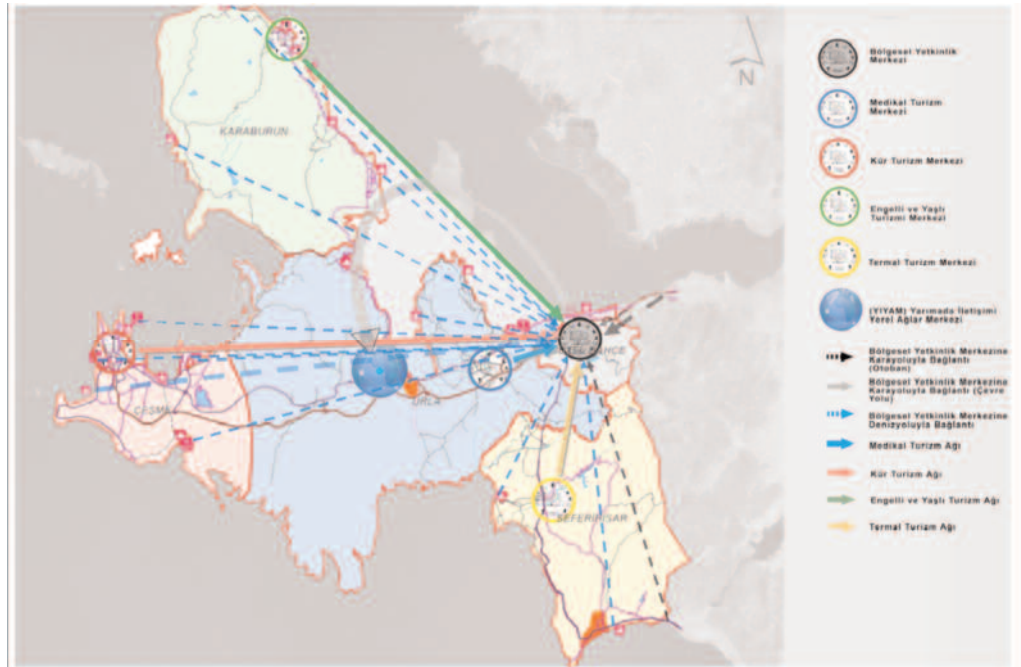 KARABURUN
ÇEŞME
URLA
SEFERİHİSAR
N
Bölgesel Yetkinlik
Merkezi
Medikal Turizm
Merkezi
Kür Turizm Merkezi
Engelli ve Yaşlı
Turizmi Merkezi
Termal Turizm Merkezi
(YIYAM) Yarımada İletişimi
Yerel Ağlar Merkezi
Bölgesel Yetkinlik Merkezine
Karayoluyla Bağlantı
(Otoban)
Bölgesel Yetkinlik Merkezine
Karayoluyla Bağlantı (Çevre
Yolu)
Bölgesel Yetkinlik Merkezine
Denizyoluyla Bağlantı
Medikal Turizm Ağı
Kür Turizm Ağı
Engelli ve Yaşlı Turizm Ağı
Termal Turizm Ağı